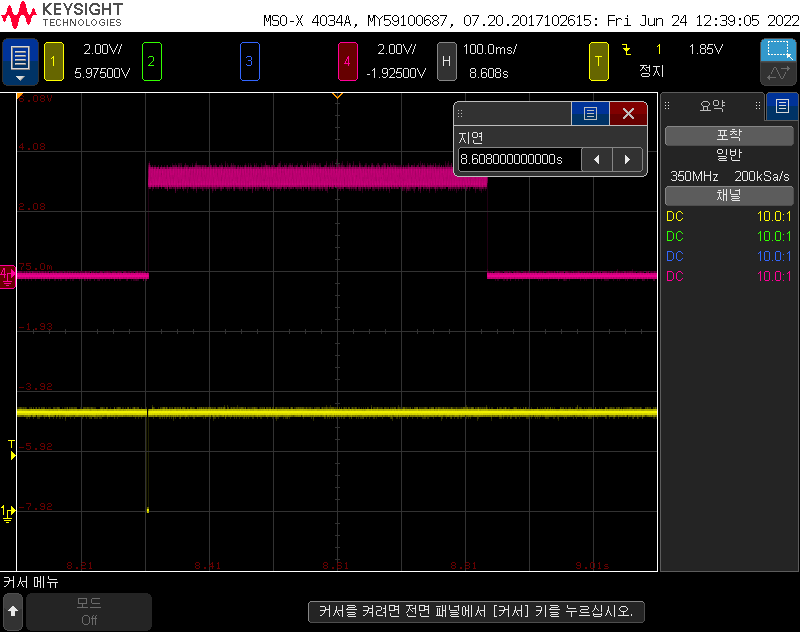 KEYSIGHT
TECHNOLOGIES
MSO-X 4034A, MY59100687, 07.20.2017102615: Fri Jun 24 12:39:05 2022
1 2.00V/ 2 3 4 2.00V/ H 100.0ms/ T 1 1.85V
5.97500V -1.92500V 8.608s 정지
6.08V
요약
지연
포착
4.08
8.608000000000s
일반
350MHz 200kSa/s
채널
2.08
DC 10.0:1
DC 10.0:1
DC 10.0:1
4 75.0m
DC 10.0:1
-1.93
-3.92
T
-5.92
1 -7.92
8.21 8.41 8.61 8.81 9.01s
커서 메뉴
모드
Off
커서를 켜려면 전면 패널에서 [커서] 키를 누르십시오.